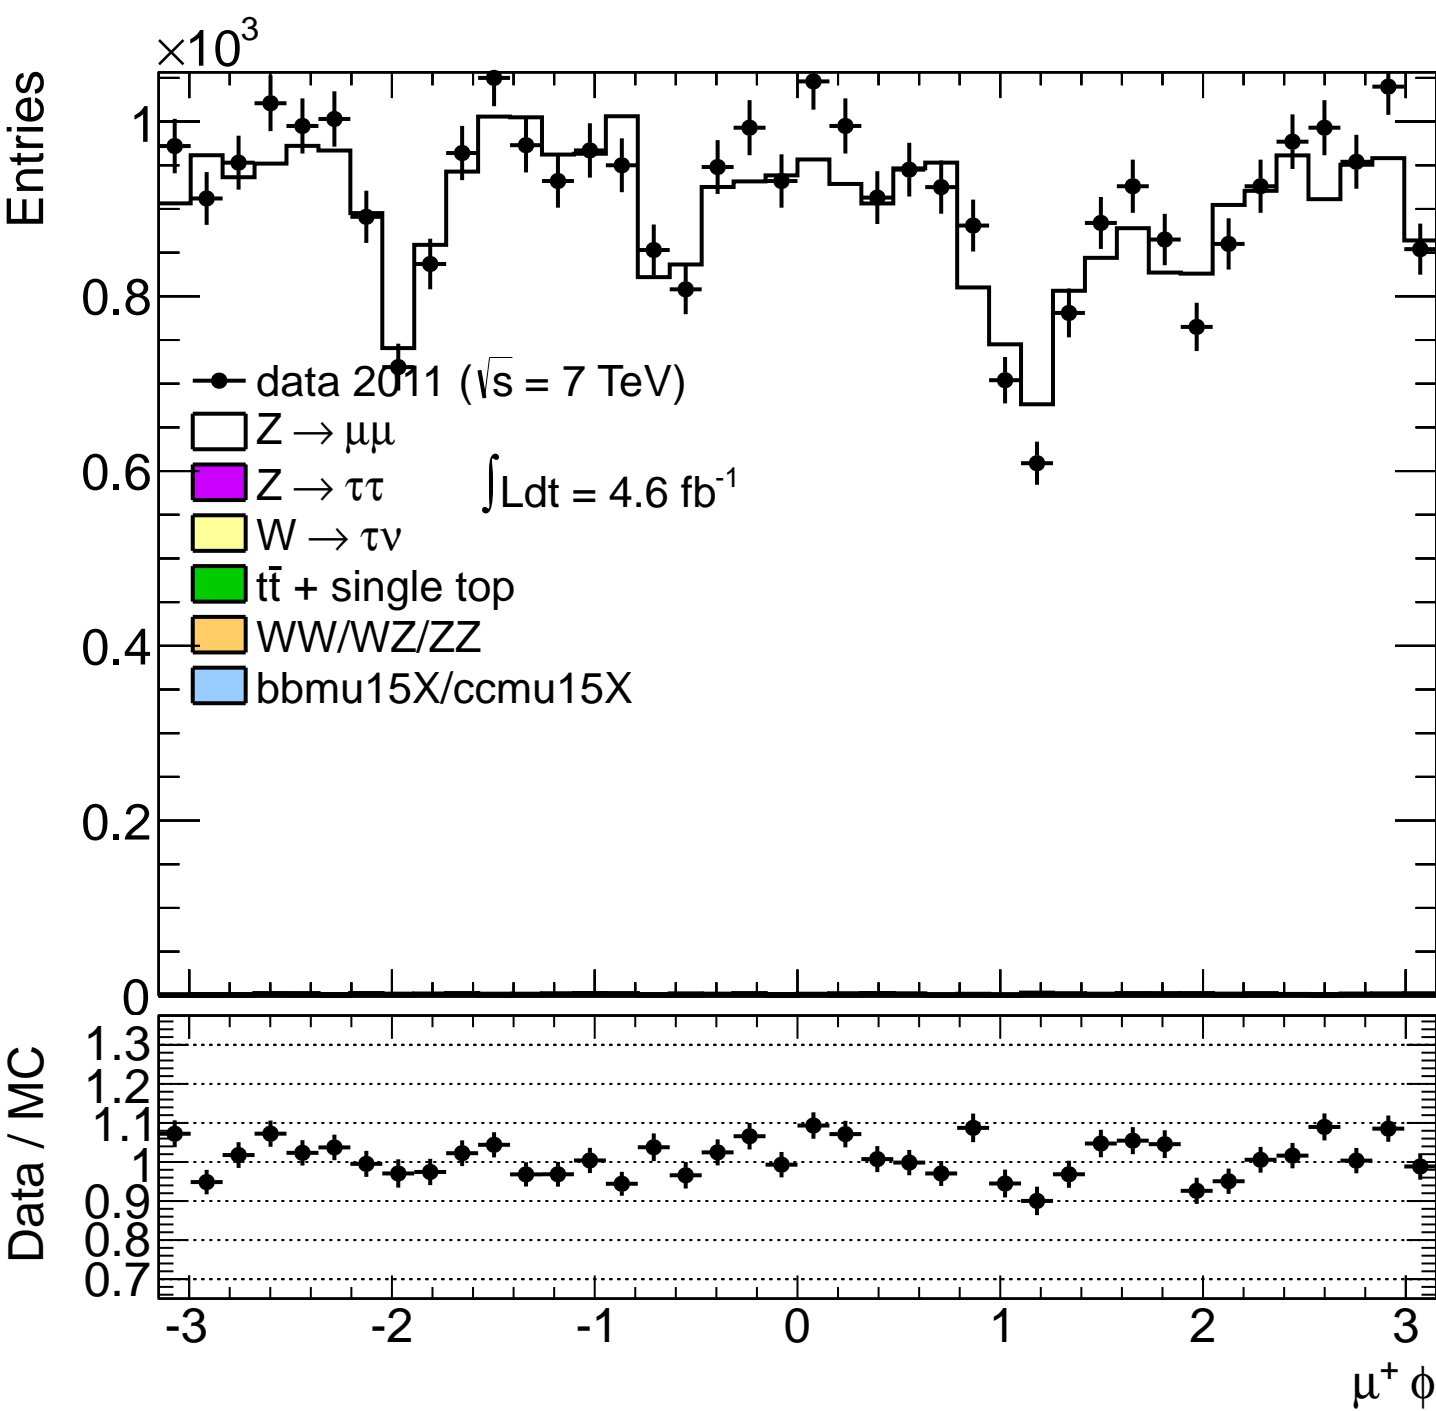 ×10³
Entries
1
0.8
0.6
0.4
0.2
0
data 2011 (√s = 7 TeV)
Z → μμ
Z → ττ
∫Ldt = 4.6 fb⁻¹
W → τν
tt̄ + single top
WW/WZ/ZZ
bbmu15X/ccmu15X
Data / MC
1.3
1.2
1.1
1
0.9
0.8
0.7
-3 -2 -1 0 1 2 3
μ⁺ ϕ